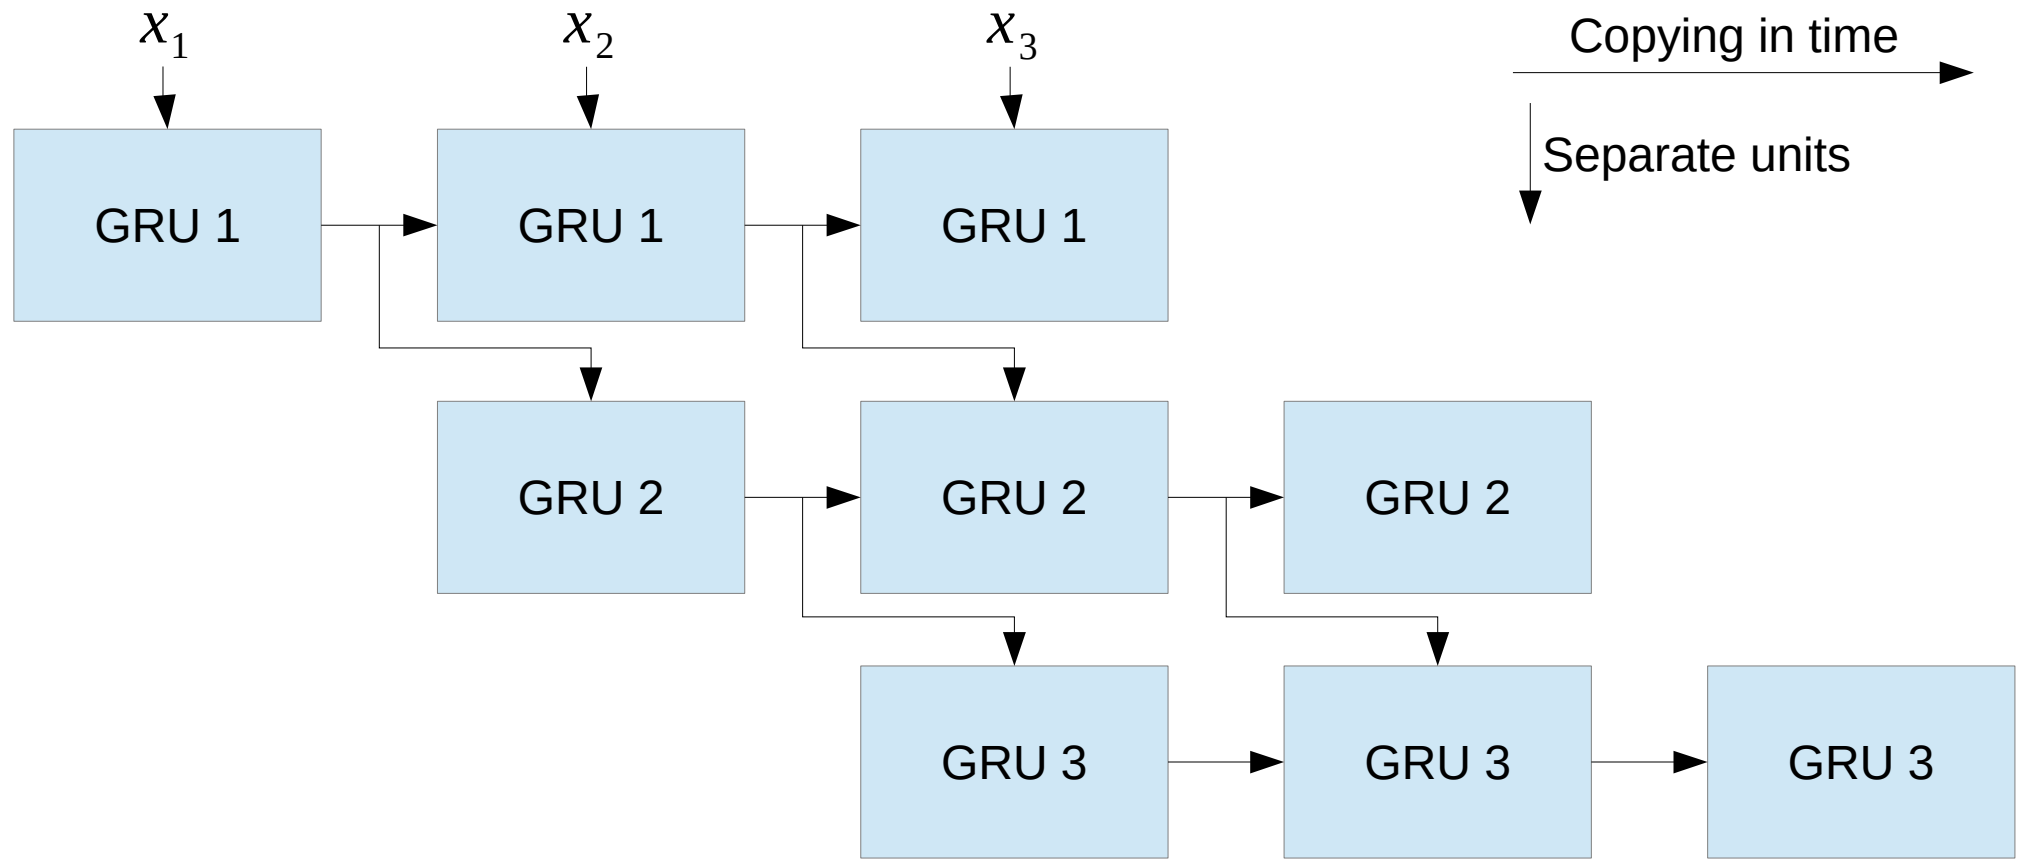 x₁ x₂ x₃ Copying in time
Separate units
GRU 1 GRU 1 GRU 1
GRU 2 GRU 2 GRU 2
GRU 3 GRU 3 GRU 3